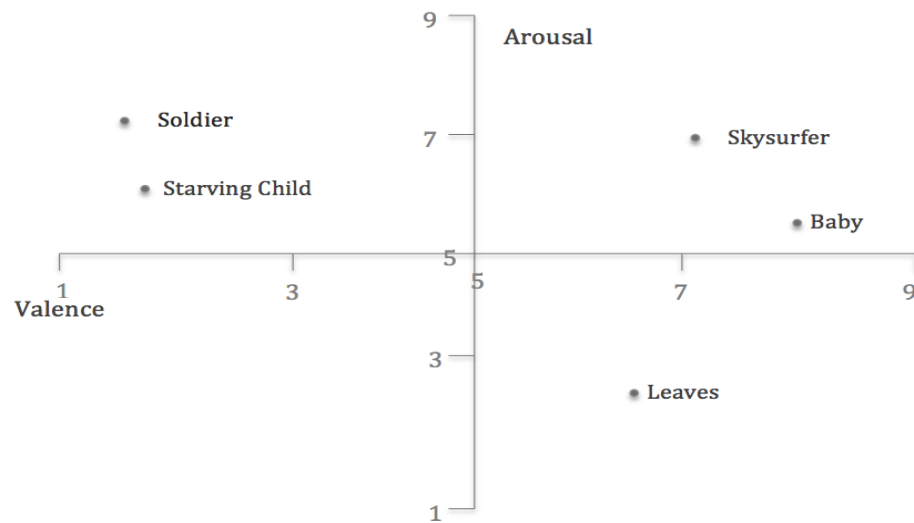 9
Arousal
Soldier
7
Skysurfer
Starving Child
Baby
5
1
3
5
7
9
Valence
3
Leaves
1